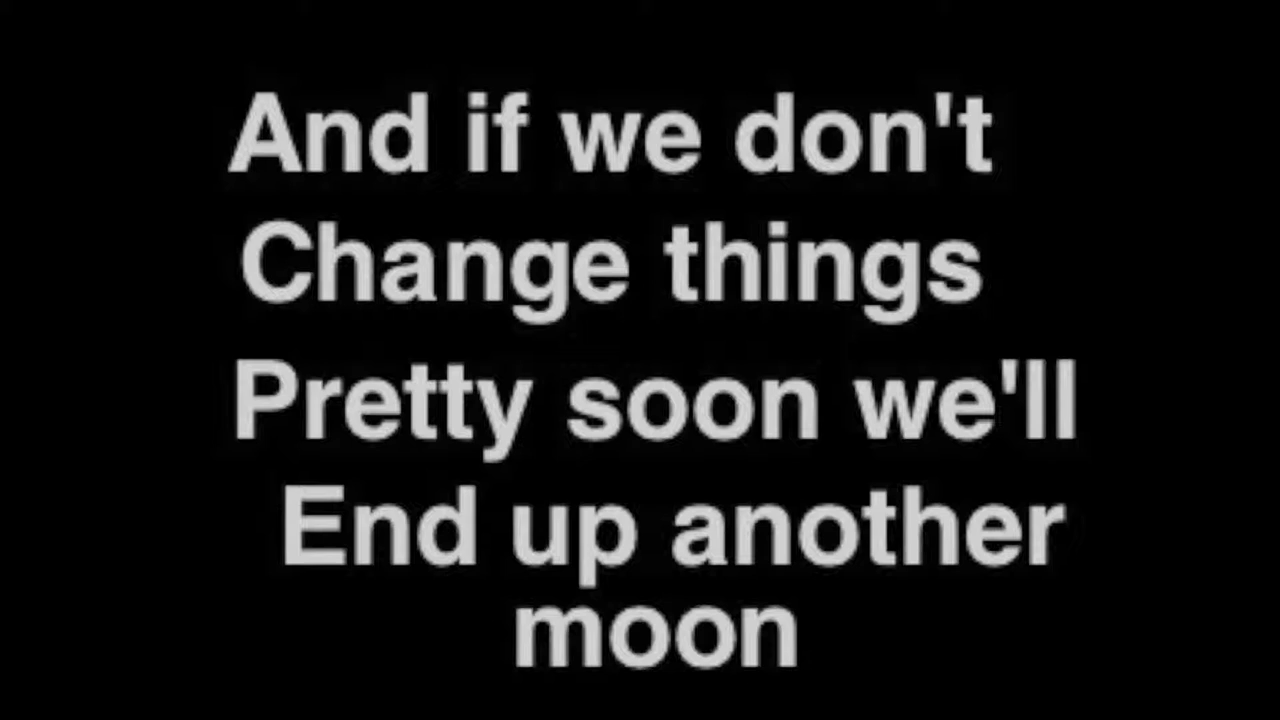 And if we don't
Change things
Pretty soon we'll
End up another
moon